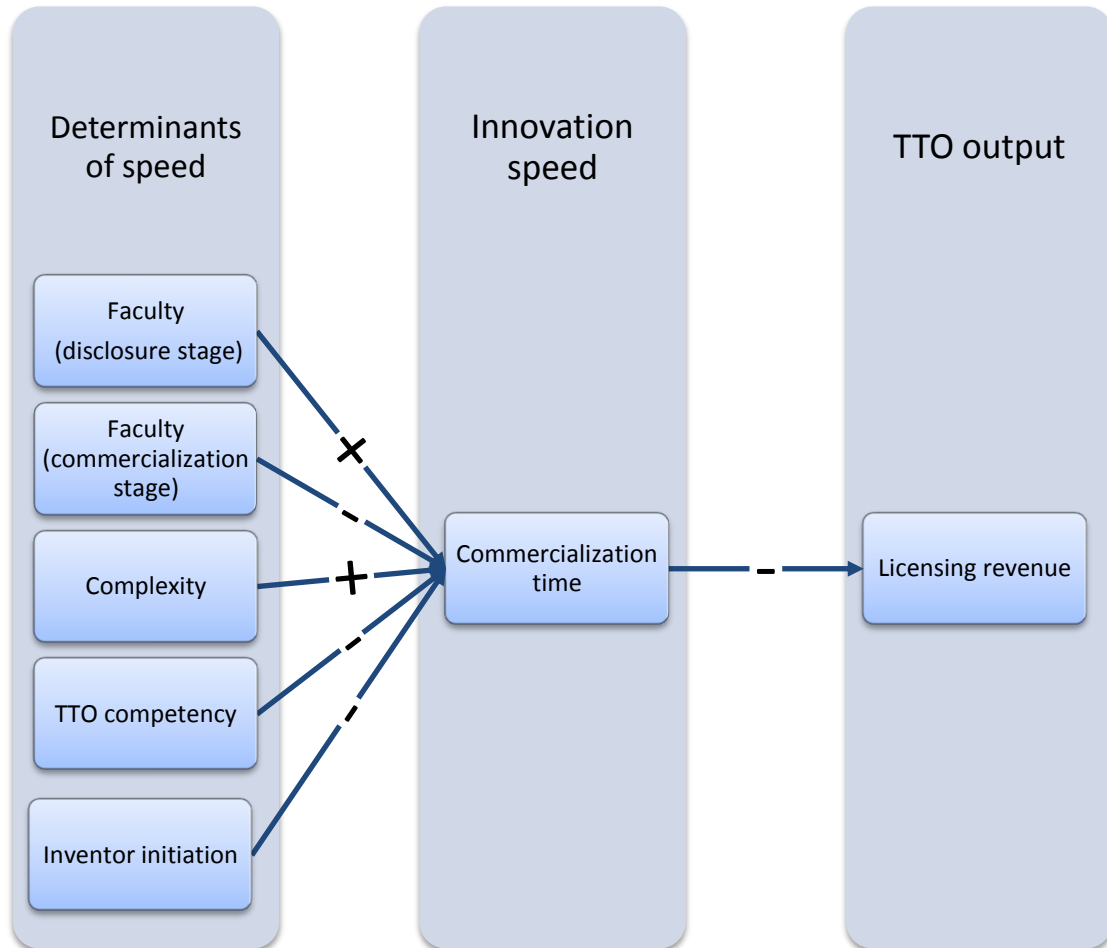 Determinants
of speed
Faculty
(disclosure stage)
Faculty
(commercialization
stage)
Complexity
TTO competency
Inventor initiation
+
-
+
-
-
Innovation
speed
Commercialization
time
-
TTO output
Licensing revenue